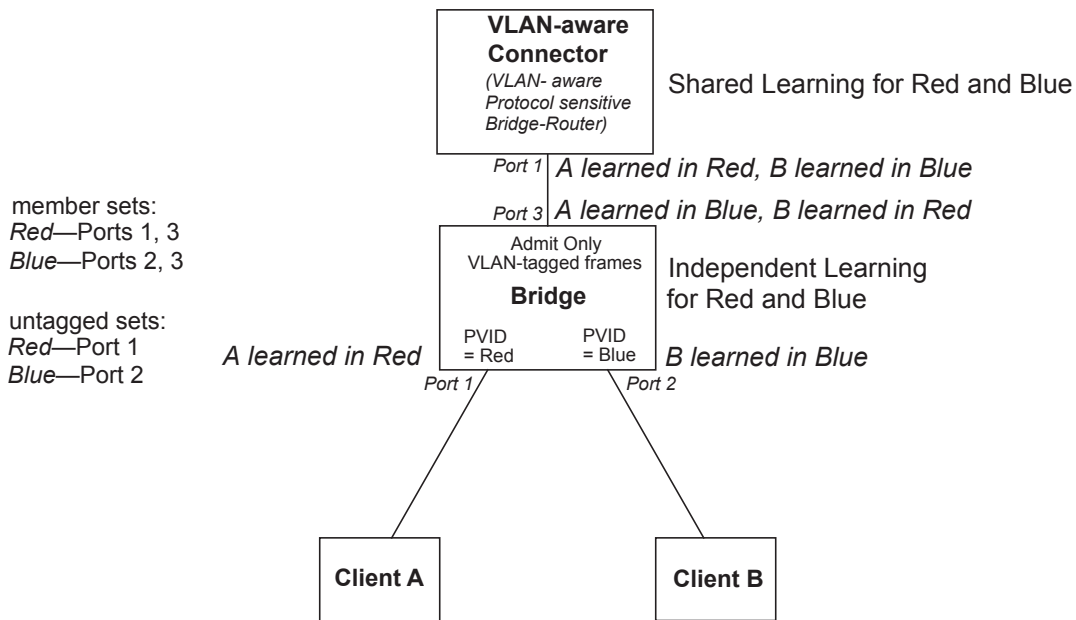 VLAN-aware
Connector
(VLAN- aware
Protocol sensitive
Bridge-Router)
Shared Learning for Red and Blue
Port 1
A learned in Red, B learned in Blue
Port 3
A learned in Blue, B learned in Red
member sets:
Red—Ports 1, 3
Blue—Ports 2, 3
untagged sets:
Red—Port 1
Blue—Port 2
Admit Only
VLAN-tagged frames
Bridge
PVID
= Red
PVID
= Blue
Independent Learning
for Red and Blue
A learned in Red
B learned in Blue
Port 1
Port 2
Client A
Client B